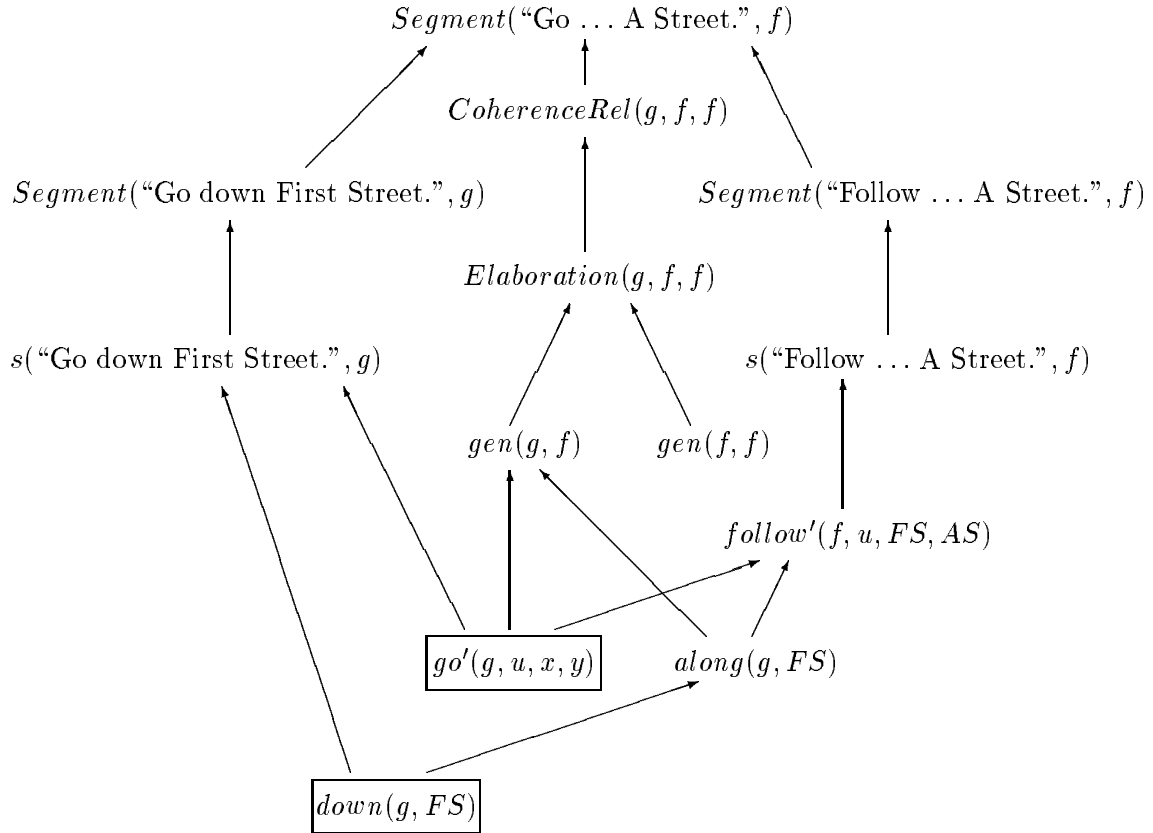 Segment(“Go ... A Street.”, f)
CoherenceRel(g, f, f)
Segment(“Go down First Street.”, g)
Segment(“Follow ... A Street.”, f)
Elaboration(g, f, f)
s(“Go down First Street.”, g)
s(“Follow ... A Street.”, f)
gen(g, f)
gen(f, f)
follow′(f, u, FS, AS)
go′(g, u, x, y)
along(g, FS)
down(g, FS)